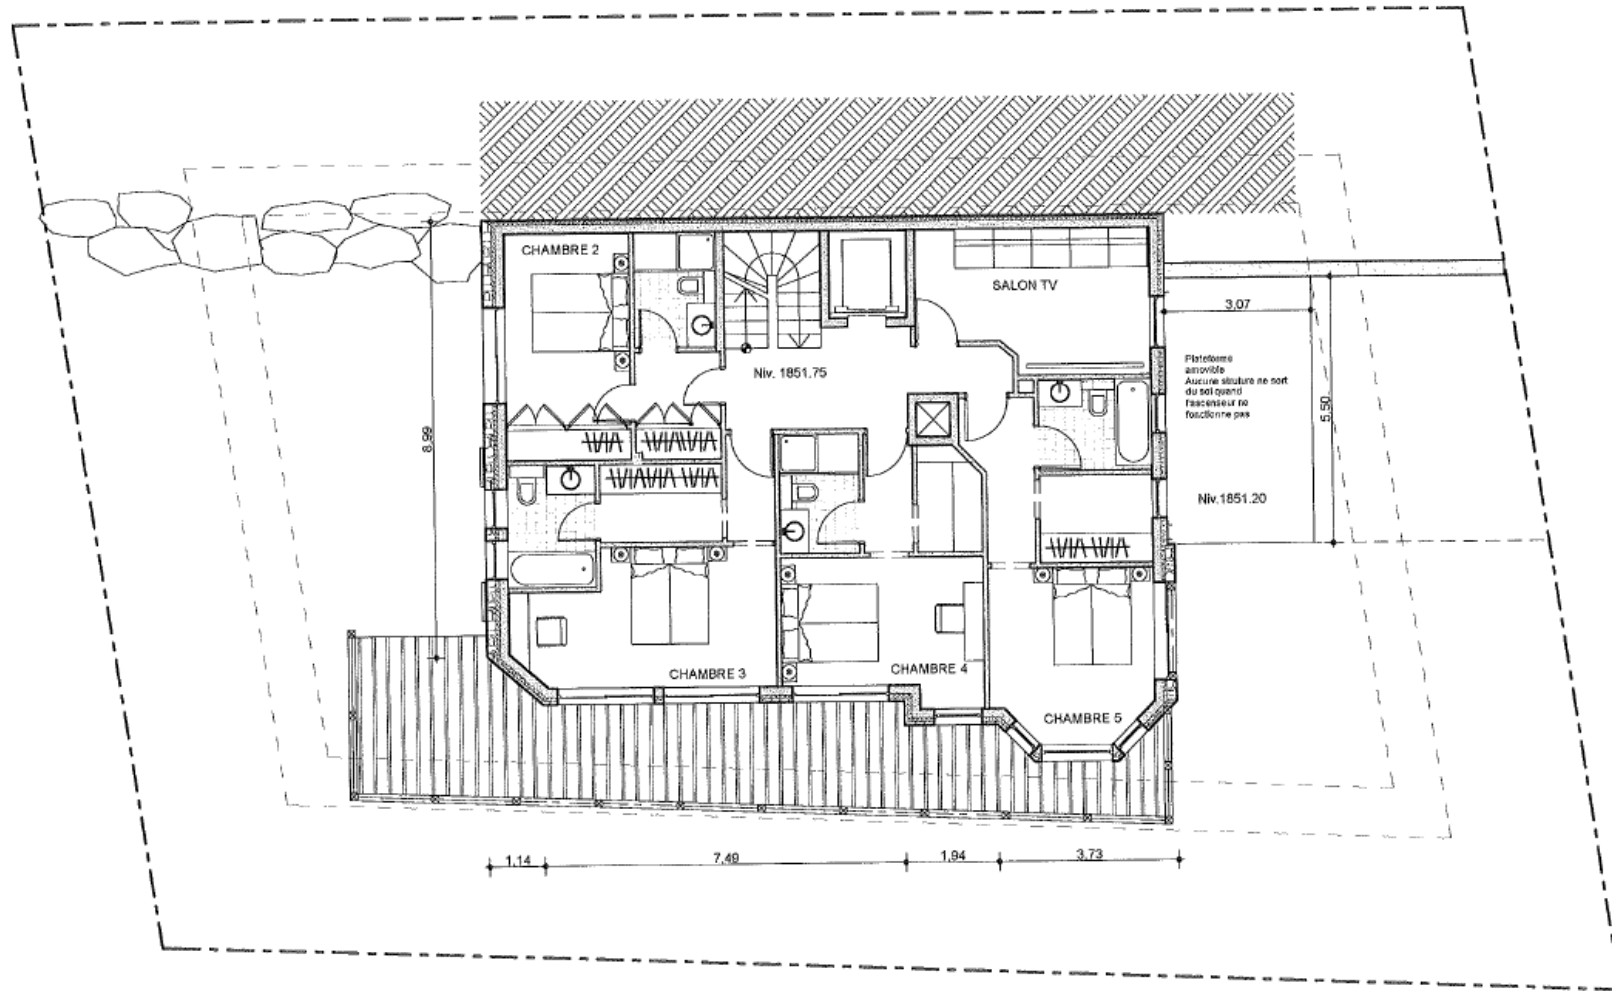 CHAMBRE 2
SALON TV
3,07
Niv. 1851.75
Plateforme
amovible
Aucune struture ne sort
du sol quand
l'ascenseur ne
fonctionne pas
5,50
8,99
Niv.1851.20
CHAMBRE 3
CHAMBRE 4
CHAMBRE 5
1,14
7,49
1,94
3,73